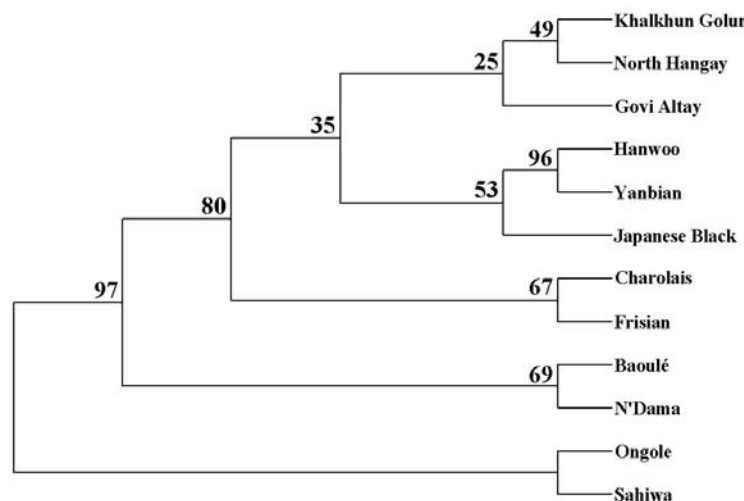 Khalkhun Golun
49
North Hangay
25
Govi Altay
35
Hanwoo
96
Yanbian
53
80
Japanese Black
Charolais
67
97
Frisian
Baoulé
69
N'Dama
Ongole
Sahiwa